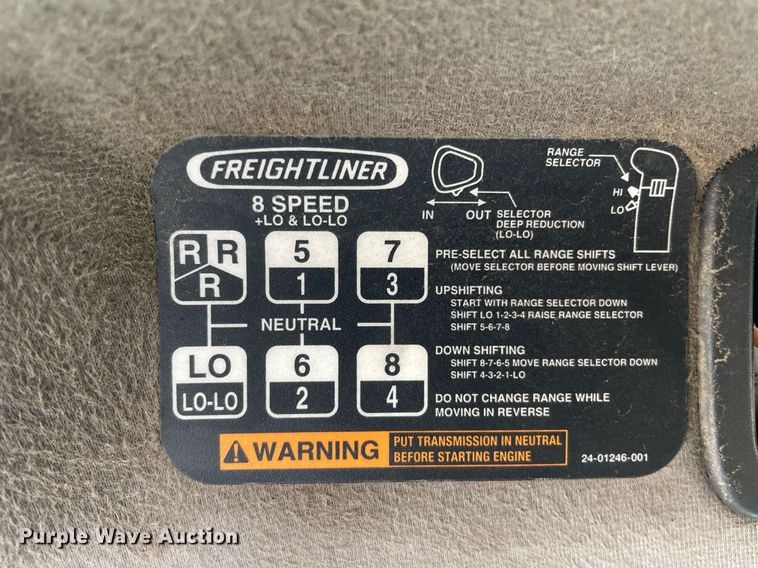 FREIGHTLINER
8 SPEED
+LO & LO-LO
RANGE
SELECTOR
HI
LO
IN OUT SELECTOR
DEEP REDUCTION
(LO-LO)
R R
R
5
1
7
3
NEUTRAL
LO
LO-LO
6
2
8
4
PRE-SELECT ALL RANGE SHIFTS
(MOVE SELECTOR BEFORE MOVING SHIFT LEVER)
UPSHIFTING
START WITH RANGE SELECTOR DOWN
SHIFT LO 1-2-3-4 RAISE RANGE SELECTOR
SHIFT 5-6-7-8
DOWN SHIFTING
SHIFT 8-7-6-5 MOVE RANGE SELECTOR DOWN
SHIFT 4-3-2-1-LO
DO NOT CHANGE RANGE WHILE
MOVING IN REVERSE
WARNING
PUT TRANSMISSION IN NEUTRAL
BEFORE STARTING ENGINE
24-01246-001
Purple Wave Auction